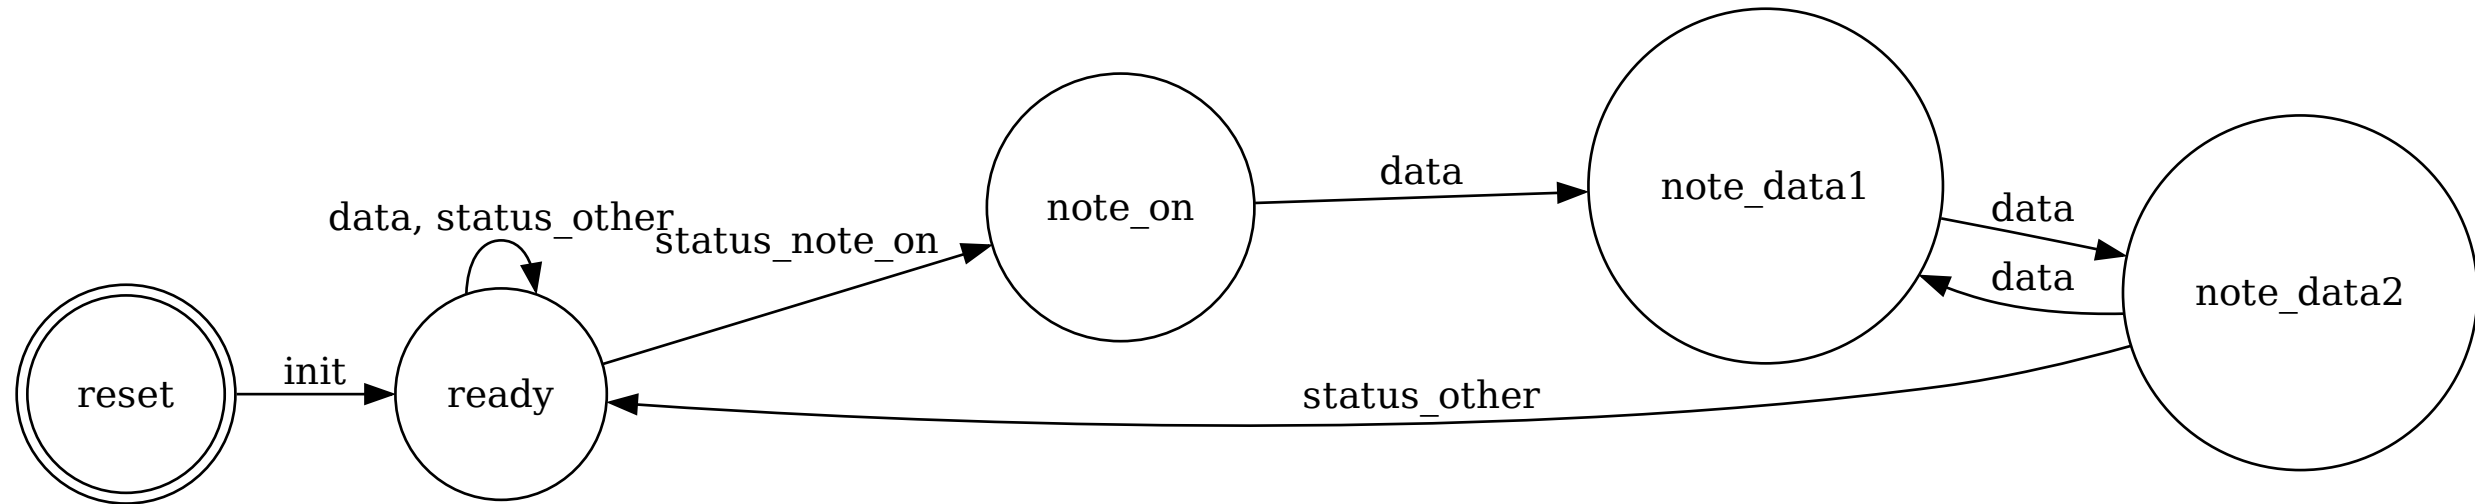 reset
init
ready
data, status_other
status_note_on
note_on
data
note_data1
data
data
note_data2
status_other